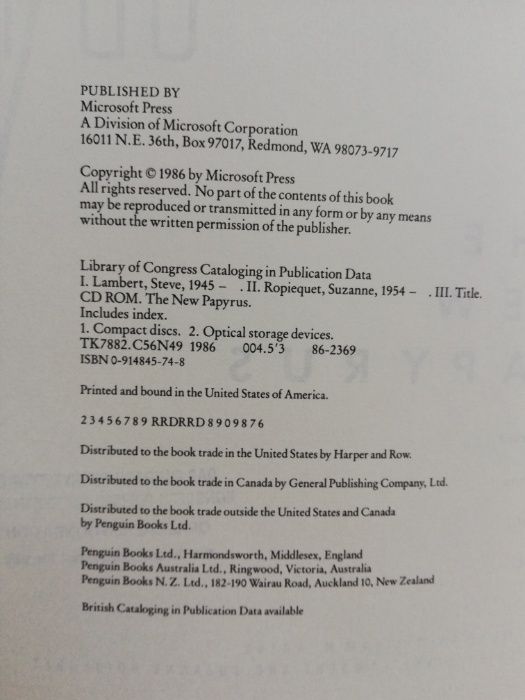 PUBLISHED BY
Microsoft Press
A Division of Microsoft Corporation
16011 N.E. 36th, Box 97017, Redmond, WA 98073-9717
Copyright © 1986 by Microsoft Press
All rights reserved. No part of the contents of this book
may be reproduced or transmitted in any form or by any means
without the written permission of the publisher.
Library of Congress Cataloging in Publication Data
I. Lambert, Steve, 1945 – . II. Ropiequet, Suzanne, 1954 – . III. Title.
CD ROM. The New Papyrus.
Includes index.
1. Compact discs. 2. Optical storage devices.
TK7882.C56N49 1986 004.5'3 86-2369
ISBN 0-914845-74-8
Printed and bound in the United States of America.
2 3 4 5 6 7 8 9 RRDRRD 8 9 0 9 8 7 6
Distributed to the book trade in the United States by Harper and Row.
Distributed to the book trade in Canada by General Publishing Company, Ltd.
Distributed to the book trade outside the United States and Canada
by Penguin Books Ltd.
Penguin Books Ltd., Harmondsworth, Middlesex, England
Penguin Books Australia Ltd., Ringwood, Victoria, Australia
Penguin Books N. Z. Ltd., 182-190 Wairau Road, Auckland 10, New Zealand
British Cataloging in Publication Data available